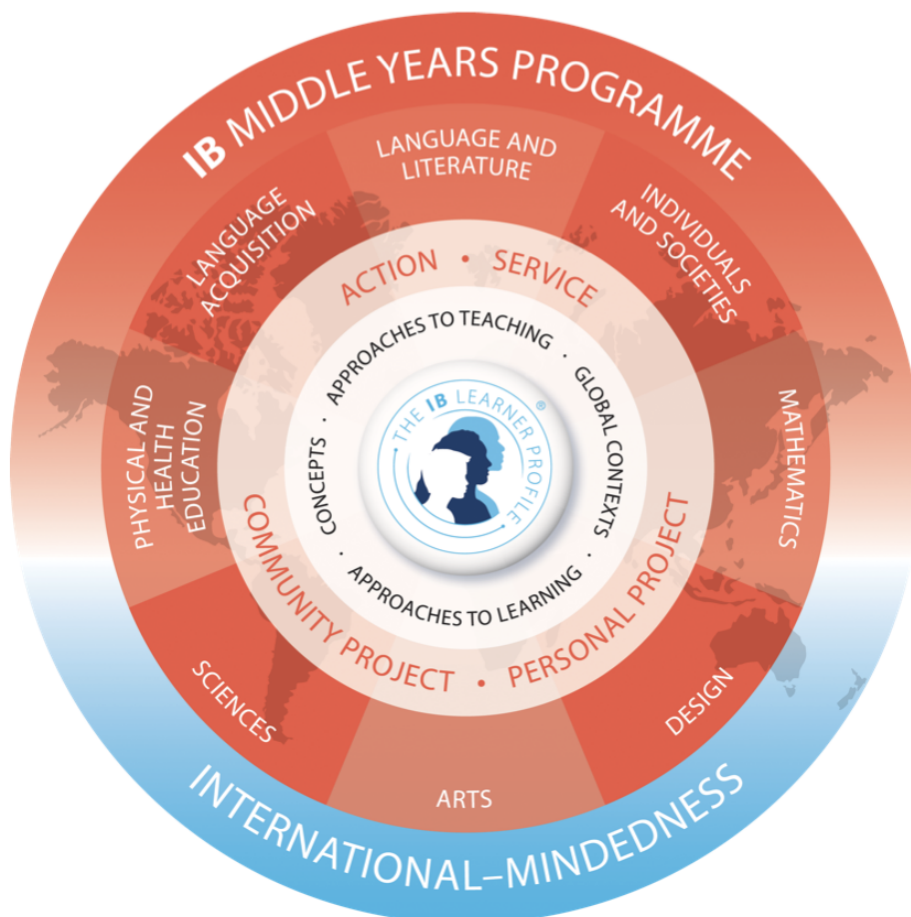 IB MIDDLE YEARS PROGRAMME
LANGUAGE AND
LITERATURE
LANGUAGE
ACQUISITION
INDIVIDUALS
AND SOCIETIES
PHYSICAL AND
HEALTH
EDUCATION
MATHEMATICS
SCIENCES
ARTS
DESIGN
ACTION • SERVICE
COMMUNITY PROJECT • PERSONAL PROJECT
APPROACHES TO TEACHING · GLOBAL CONTEXTS · APPROACHES TO LEARNING · CONCEPTS ·
THE IB LEARNER PROFILE ®
INTERNATIONAL–MINDEDNESS